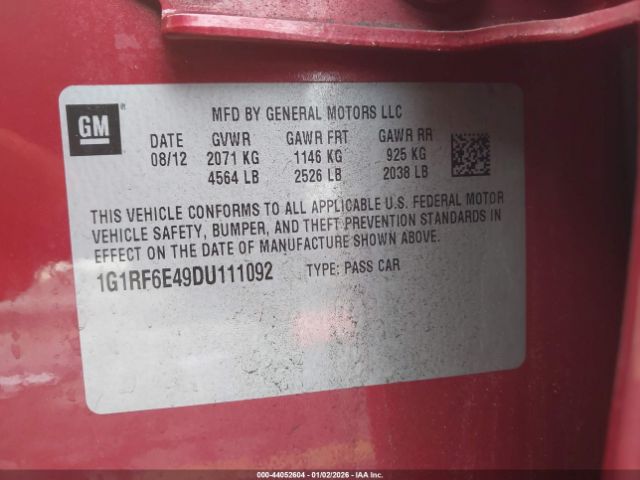 GM
®
MFD BY GENERAL MOTORS LLC
DATE GVWR GAWR FRT GAWR RR
08/12 2071 KG 1146 KG 925 KG
4564 LB 2526 LB 2038 LB
THIS VEHICLE CONFORMS TO ALL APPLICABLE U.S. FEDERAL MOTOR
VEHICLE SAFETY, BUMPER, AND THEFT PREVENTION STANDARDS IN
EFFECT ON THE DATE OF MANUFACTURE SHOWN ABOVE.
1G1RF6E49DU111092 TYPE: PASS CAR
000-44052604 - 01/02/2026 - IAA Inc.